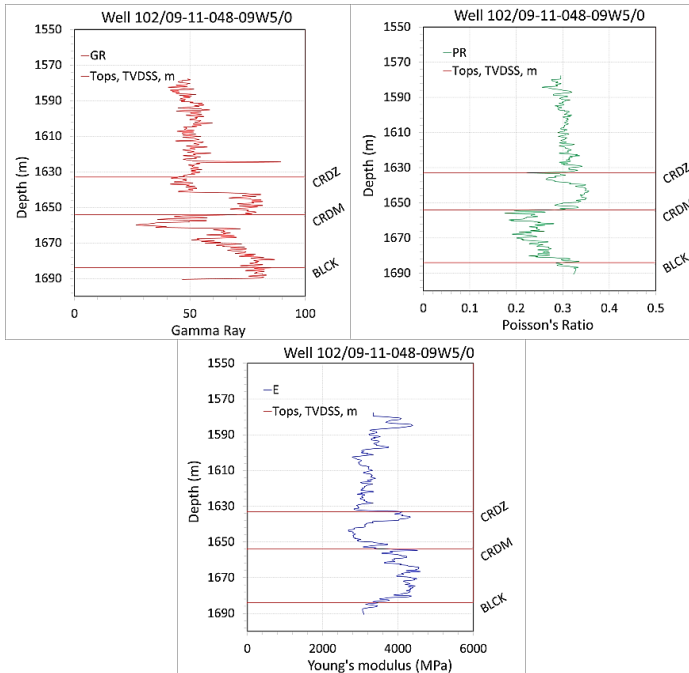 Well 102/09-11-048-09W5/0
1550
1570
1590
1610
1630
1650
1670
1690
Depth (m)
GR
Tops, TVDSS, m
CRDZ
CRDM
BLCK
0
50
100
Gamma Ray
Well 102/09-11-048-09W5/0
1550
1570
1590
1610
1630
1650
1670
1690
Depth (m)
PR
Tops, TVDSS, m
CRDZ
CRDM
BLCK
0
0.1
0.2
0.3
0.4
0.5
Poisson's Ratio
Well 102/09-11-048-09W5/0
1550
1570
1590
1610
1630
1650
1670
1690
Depth (m)
E
Tops, TVDSS, m
CRDZ
CRDM
BLCK
0
2000
4000
6000
Young's modulus (MPa)